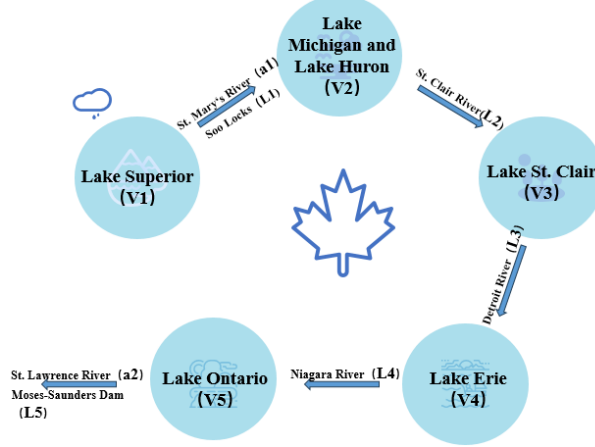 Lake
Michigan and
Lake Huron
(V2)
St. Mary's River (a1)
Soo Locks (L1)
St. Clair River(L2)
Lake Superior
(V1)
Lake St. Clair
(V3)
Detroit River (L3)
St. Lawrence River (a2)
Moses-Saunders Dam
(L5)
Lake Ontario
(V5)
Niagara River (L4)
Lake Erie
(V4)